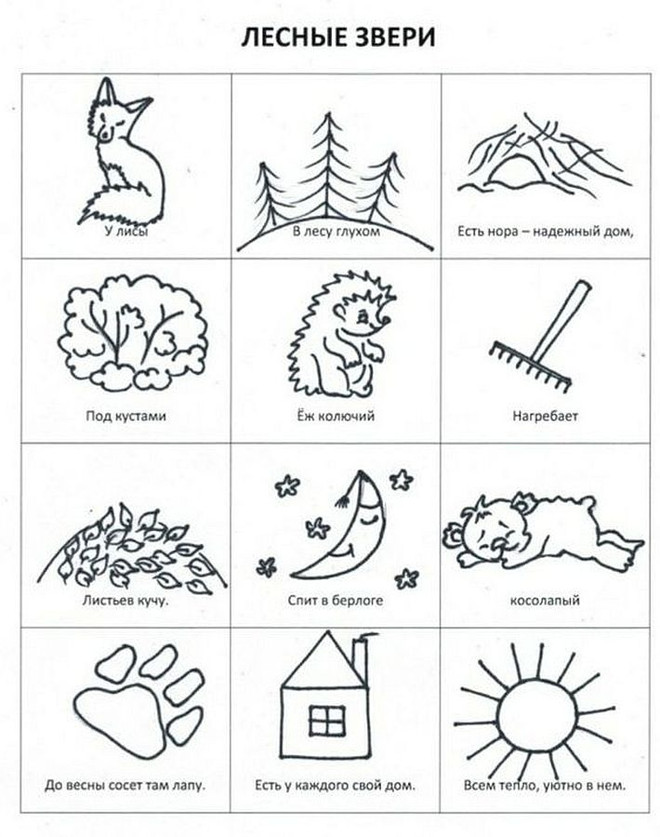 ЛЕСНЫЕ ЗВЕРИ
У лисы
В лесу глухом
Есть нора – надежный дом,
Под кустами
Ёж колючий
Нагребает
Листьев кучу.
Спит в берлоге
косолапый
До весны сосет там лапу.
Есть у каждого свой дом.
Всем тепло, уютно в нем.